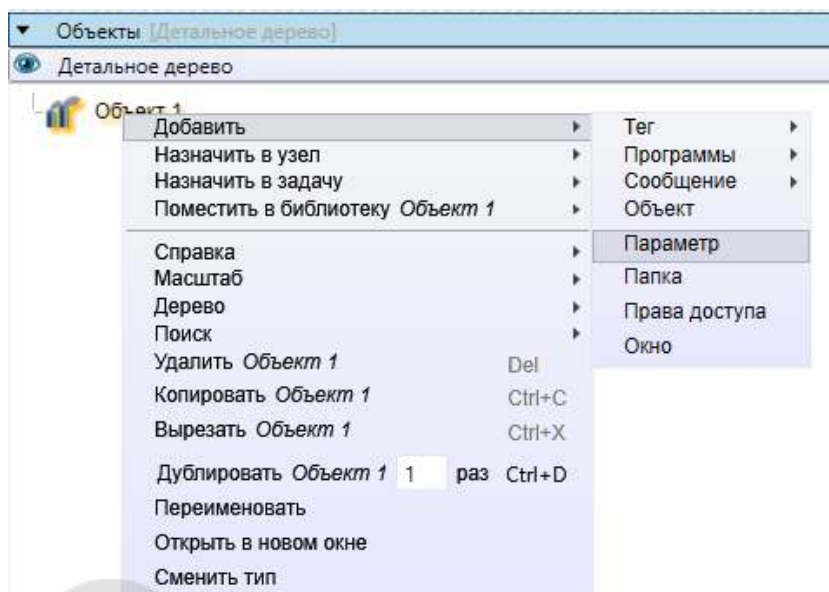 Объекты [Детальное дерево]
Детальное дерево
Объект 1
Добавить
Назначить в узел
Назначить в задачу
Поместить в библиотеку Объект 1
Справка
Масштаб
Дерево
Поиск
Удалить Объект 1 Del
Копировать Объект 1 Ctrl+C
Вырезать Объект 1 Ctrl+X
Дублировать Объект 1 1 раз Ctrl+D
Переименовать
Открыть в новом окне
Сменить тип
Тег
Программы
Сообщение
Объект
Параметр
Папка
Права доступа
Окно